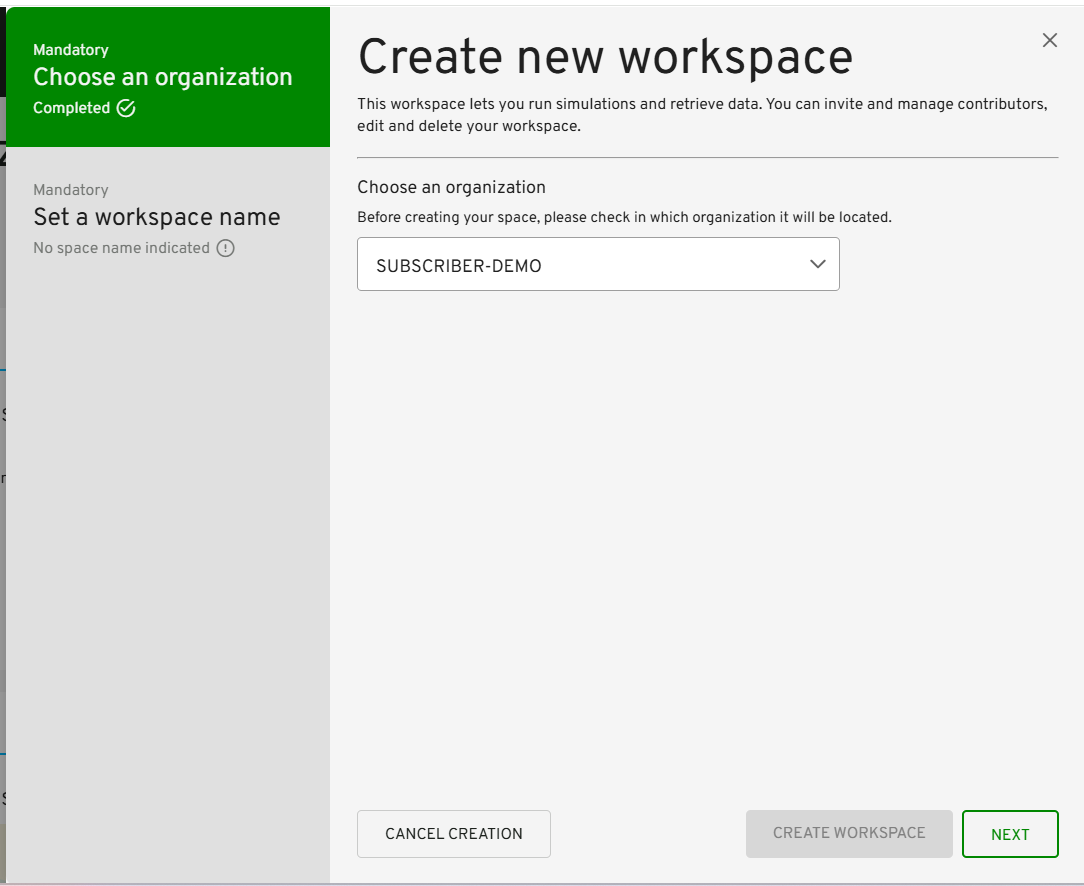 Mandatory
Choose an organization
Completed
Mandatory
Set a workspace name
No space name indicated
Create new workspace
This workspace lets you run simulations and retrieve data. You can invite and manage contributors,
edit and delete your workspace.
Choose an organization
Before creating your space, please check in which organization it will be located.
SUBSCRIBER-DEMO
CANCEL CREATION
CREATE WORKSPACE
NEXT